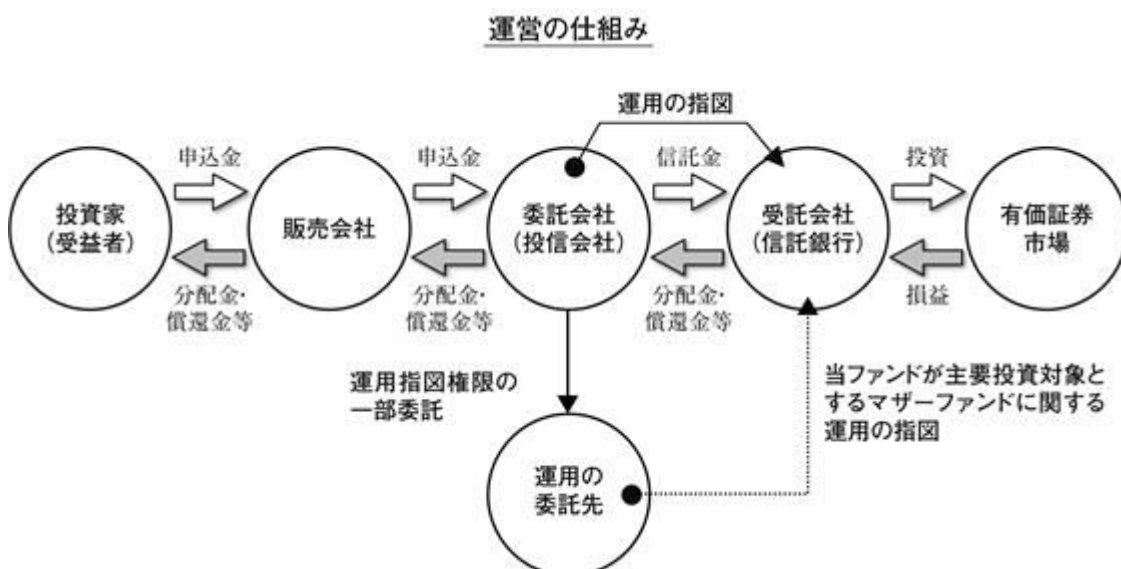 運営の仕組み
運用の指図
申込金
申込金
信託金
投資
投資家
(受益者)
販売会社
委託会社
(投信会社)
受託会社
(信託銀行)
有価証券
市場
分配金・
償還金等
分配金・
償還金等
分配金・
償還金等
損益
運用指図権限の
一部委託
当ファンドが主要投資対象と
するマザーファンドに関する
運用の指図
運用の
委託先